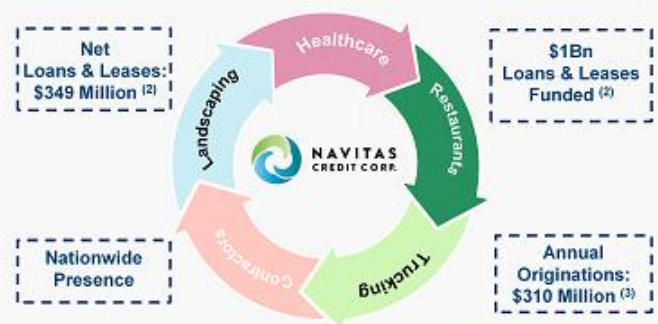 Net
Loans & Leases:
$349 Million (2)
Healthcare
$1Bn
Loans & Leases
Funded (2)
Landscaping
Restaurants
NAVITAS
CREDIT CORP.
Nationwide
Presence
Contractors
Trucking
Annual
Originations:
$310 Million (3)